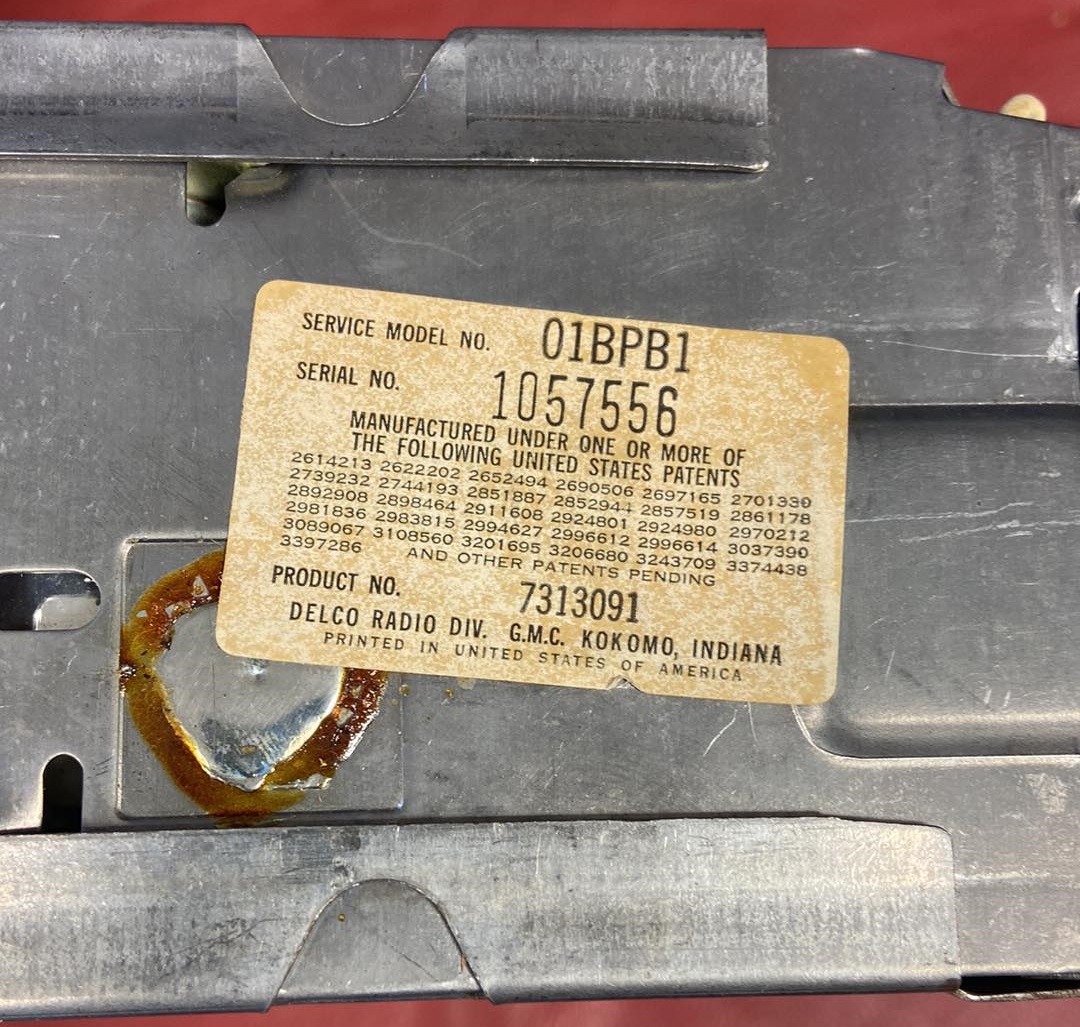 SERVICE MODEL NO. 01BPB1
SERIAL NO. 1057556
MANUFACTURED UNDER ONE OR MORE OF
THE FOLLOWING UNITED STATES PATENTS
2614213 2622202 2652494 2690506 2697165 2701330
2739232 2744193 2851887 2852944 2857519 2861178
2892908 2898464 2911608 2924801 2924980 2970212
2981836 2983815 2994627 2996612 2996614 3037390
3089067 3108560 3201695 3206680 3243709 3374438
3397286 AND OTHER PATENTS PENDING
PRODUCT NO. 7313091
DELCO RADIO DIV. G.M.C. KOKOMO, INDIANA
PRINTED IN UNITED STATES OF AMERICA